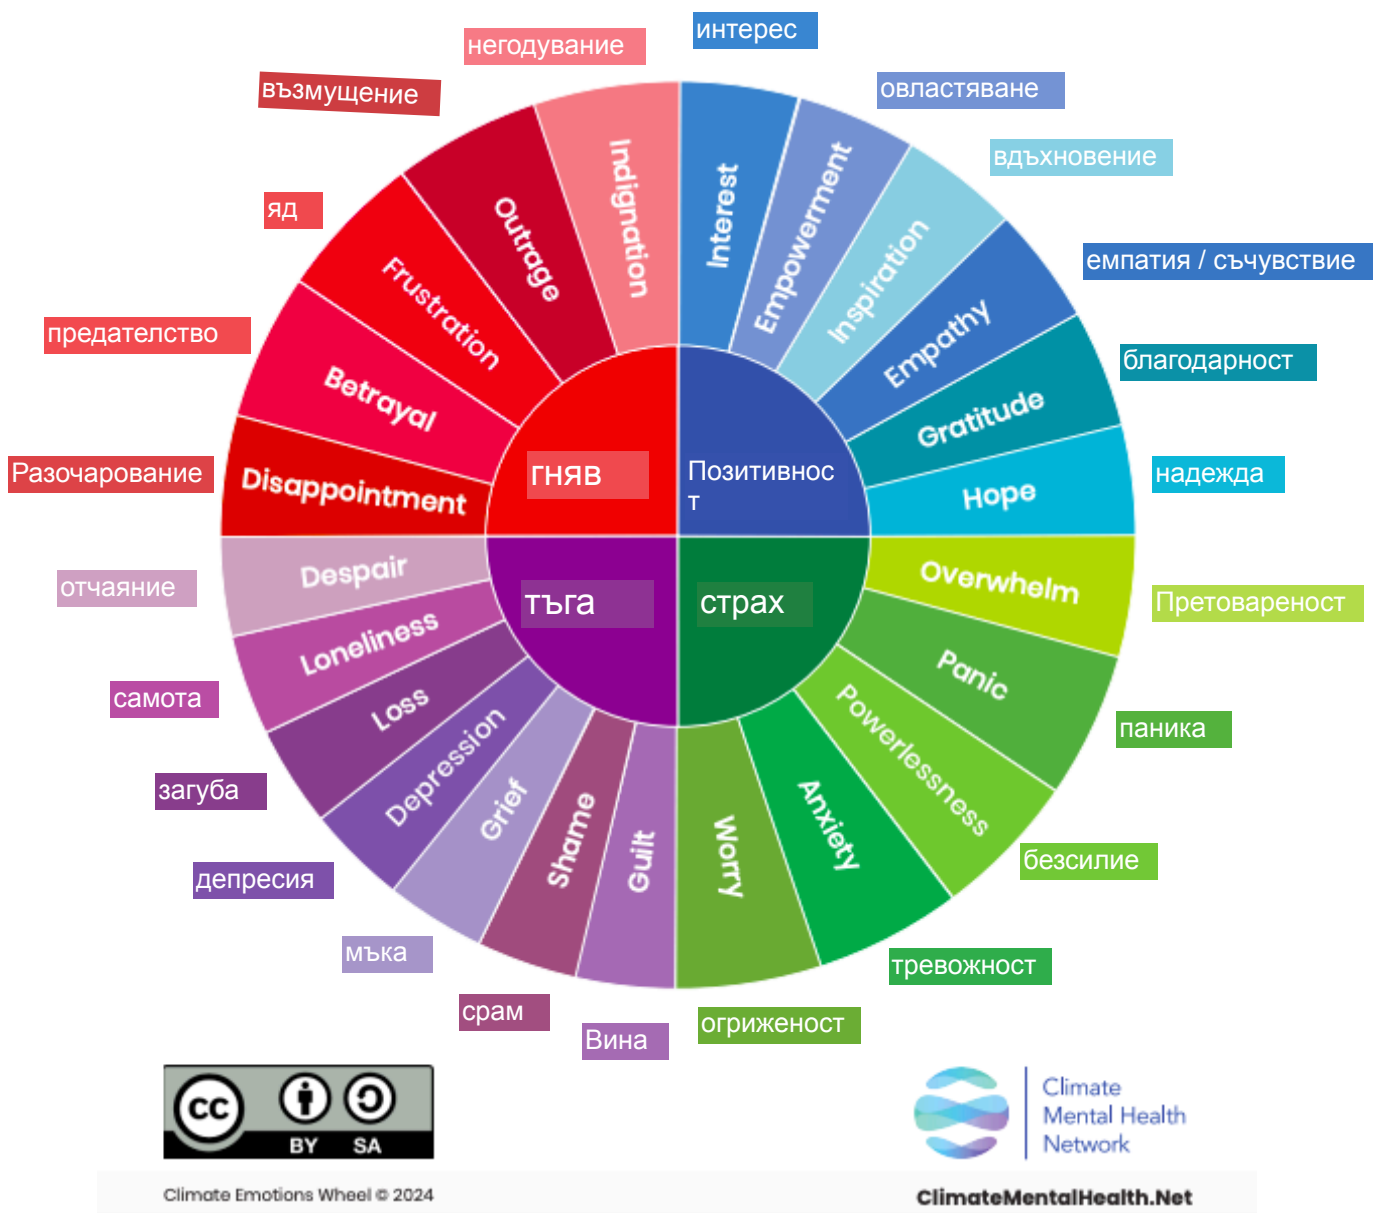 интерес
негодувание
овластяване
възмущение
вдъхновение
яд
емпатия / съчувствие
предателство
благодарност
Разочарование
надежда
Indignation
Interest
Outrage
Empowerment
Frustration
Inspiration
Betrayal
Empathy
Disappointment
Gratitude
Hope
гняв
Позитивнос
т
тъга
страх
Despair
Overwhelm
Loneliness
Panic
Loss
Powerlessness
Depression
Anxiety
Grief
Worry
Shame
Guilt
отчаяние
Претовареност
самота
паника
загуба
безсилие
депресия
мъка
тревожност
срам
огриженост
Вина
cc
BY SA
Climate
Mental Health
Network
Climate Emotions Wheel © 2024
ClimateMentalHealth.Net